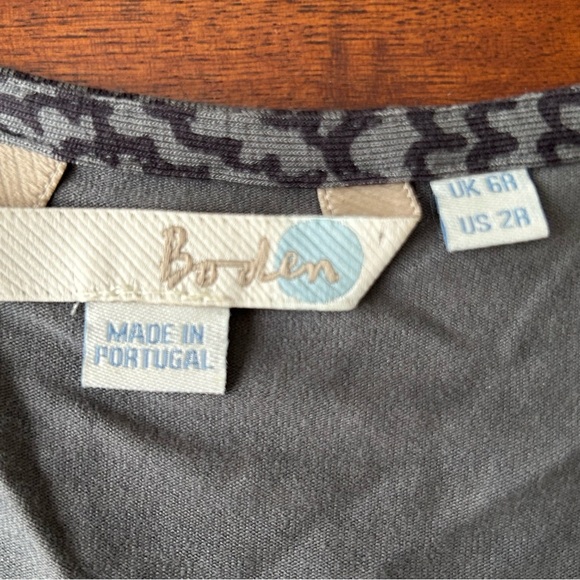 Boden
UK 6R
US 2R
MADE IN
PORTUGAL